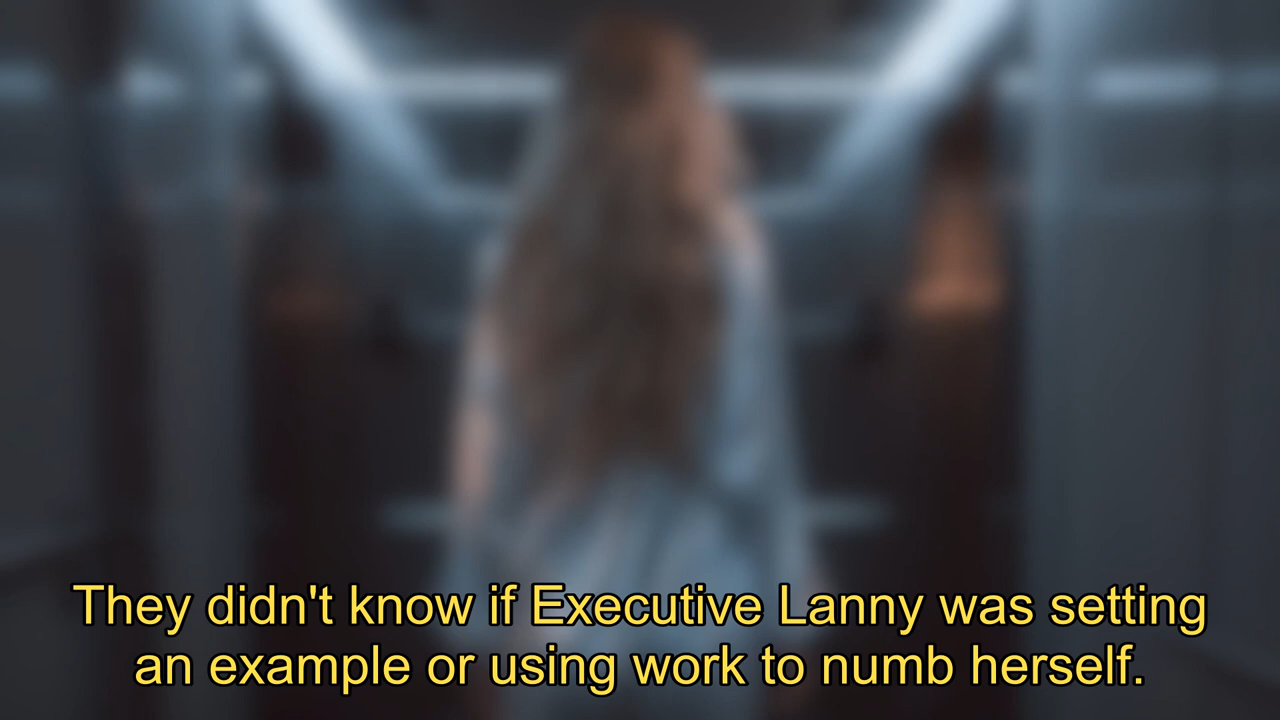 They didn't know if Executive Lanny was setting
an example or using work to numb herself.